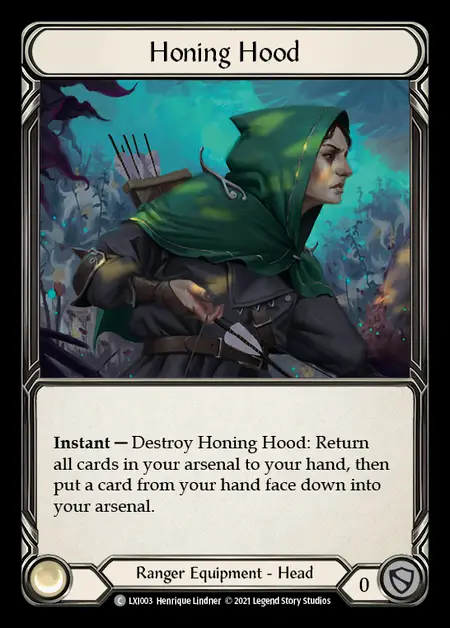 Honing Hood
Instant — Destroy Honing Hood: Return
all cards in your arsenal to your hand, then
put a card from your hand face down into
your arsenal.
Ranger Equipment - Head
0
C LXI003 Henrique Lindner © 2021 Legend Story Studios